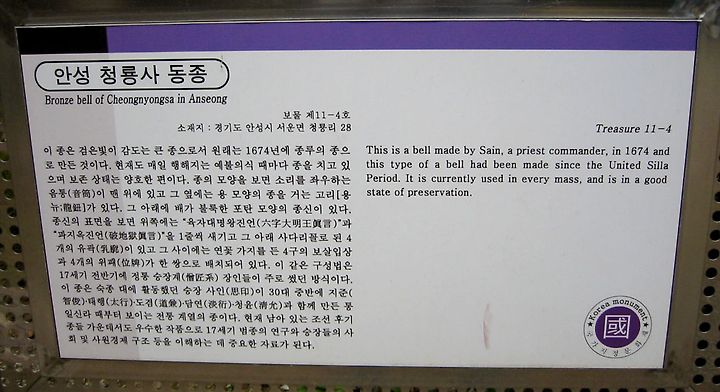 안성 청룡사 동종
Bronze bell of Cheongnyongsa in Anseong
보물 제11-4호
소재지 : 경기도 안성시 서운면 청룡리 28
이 종은 검은빛이 감도는 큰 종으로서 원래는 1674년에 종루의 종으
로 만든 것이다. 현재도 매일 행해지는 예불의식 때마다 종을 치고 있
으며 보존 상태는 양호한 편이다. 종의 모양을 보면 소리를 좌우하는
음통(音筒)이 맨 위에 있고 그 옆에는 용 모양의 종을 거는 고리[용
뉴;龍鈕]가 있다. 그 아래에 배가 불룩한 포탄 모양의 종신이 있다.
종신의 표면을 보면 위쪽에는 "육자대명왕진언(六字大明王眞言)"과
"파지옥진언(破地獄眞言)"을 1줄씩 새기고 그 아래 사다리꼴로 된 4
개의 유곽(乳廓)이 있고 그 사이에는 연꽃 가지를 든 4구의 보살입상
과 4개의 위패(位牌)가 한 쌍으로 배치되어 있다. 이 같은 구성법은
17세기 전반기에 정통 승장계(僧匠系) 장인들이 주로 썼던 방식이다.
이 종은 숙종 대에 활동했던 승장 사인(思印)이 30대 중반에 지준(
智俊)·태행(太行)·도겸(道兼)·담연(淡衍)·청윤(淸允)과 함께 만든 통
일신라 때부터 보이는 전통 계열의 종이다. 현재 남아 있는 조선 후기
종들 가운데서도 우수한 작품으로 17세기 범종의 연구와 승장들의 사
회 및 사원경제 구조 등을 이해하는 데 중요한 자료가 된다.
Treasure 11-4
This is a bell made by Sain, a priest commander, in 1674 and
this type of a bell had been made since the United Silla
Period. It is currently used in every mass, and is in a good
state of preservation.
Korea monument
國
국가지정문화재